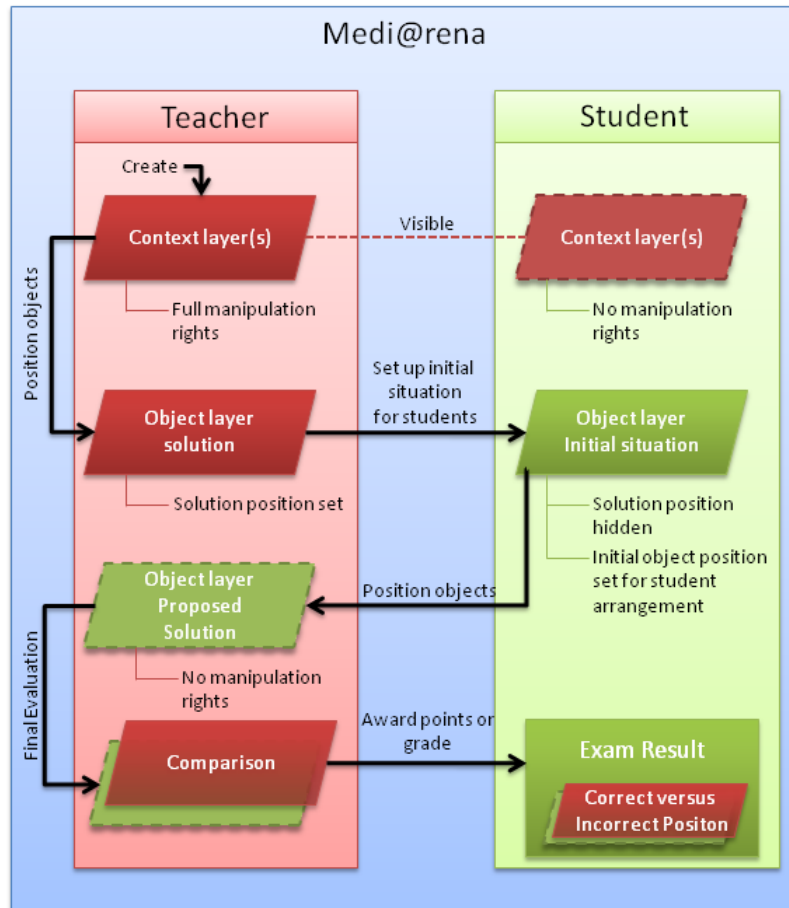 Medi@rena
Teacher
Student
Create
Context layer(s)
Visible
Context layer(s)
Full manipulation
rights
No manipulation
rights
Position objects
Set up initial
situation
for students
Object layer
solution
Object layer
Initial situation
Solution position set
Solution position
hidden
Initial object position
set for student
arrangement
Object layer
Proposed
Solution
Position objects
No manipulation
rights
Final Evaluation
Award points or
grade
Comparison
Exam Result
Correct versus
Incorrect Positon